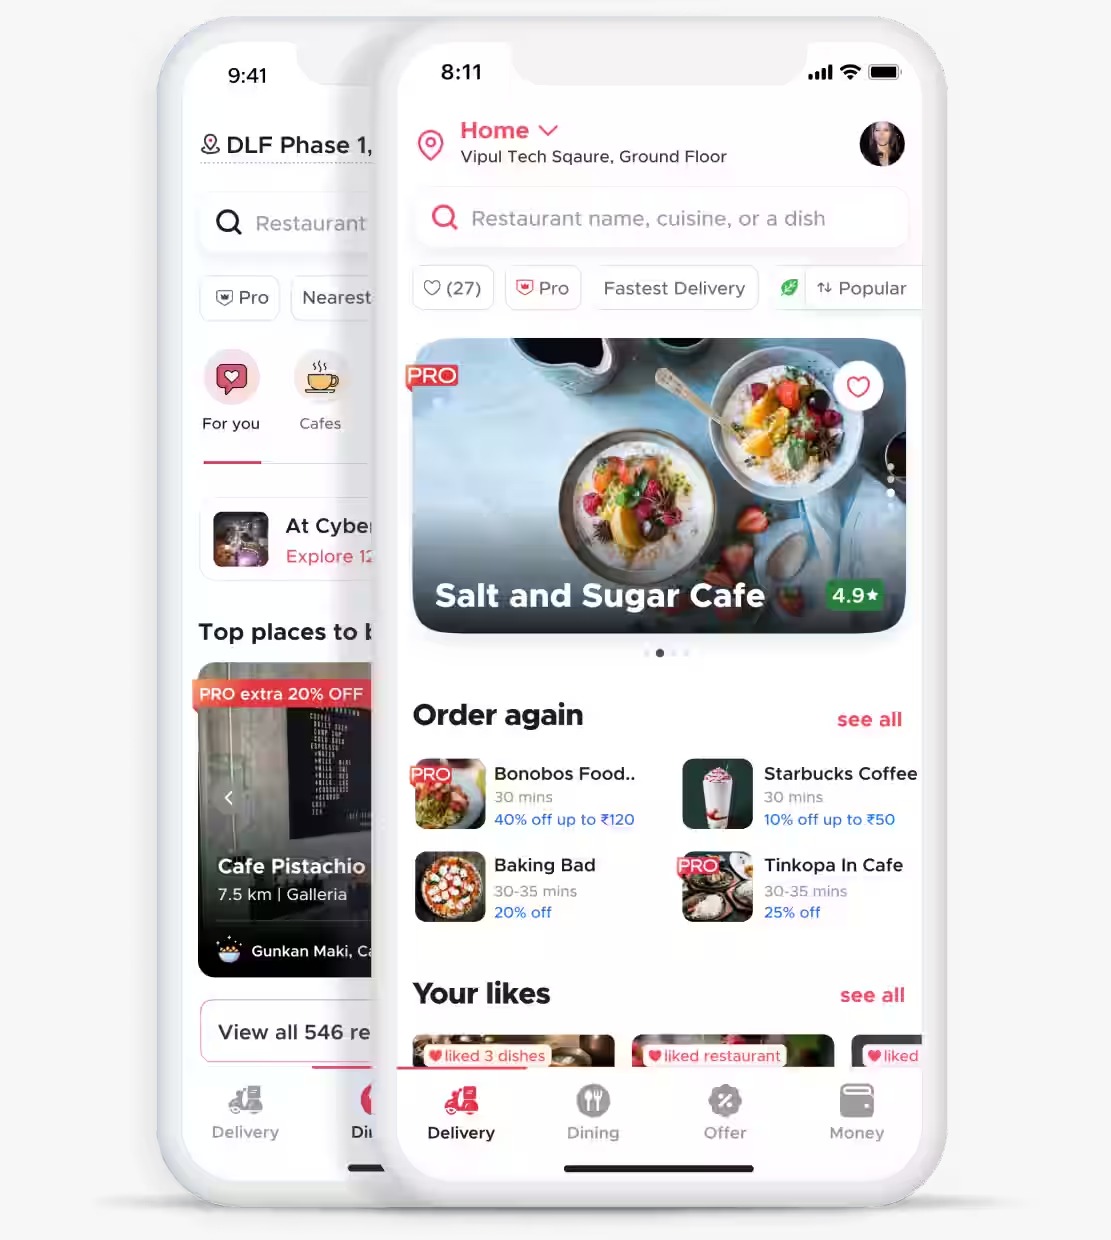 9:41
DLF Phase 1,
Restaurant
Pro
Nearest
For you
Cafes
At Cyber
Explore 12
Top places to b
PRO extra 20% OFF
Cafe Pistachio
7.5 km | Galleria
Gunkan Maki, Ca
View all 546 re
Delivery
Din
8:11
Home
Vipul Tech Sqaure, Ground Floor
Restaurant name, cuisine, or a dish
(27)
Pro
Fastest Delivery
Popular
PRO
Salt and Sugar Cafe
4.9★
Order again
see all
PRO
Bonobos Food..
30 mins
40% off up to ₹120
Starbucks Coffee
30 mins
10% off up to ₹50
Baking Bad
30-35 mins
20% off
PRO
Tinkopa In Cafe
30-35 mins
25% off
Your likes
see all
liked 3 dishes
liked restaurant
liked
Delivery
Dining
Offer
Money